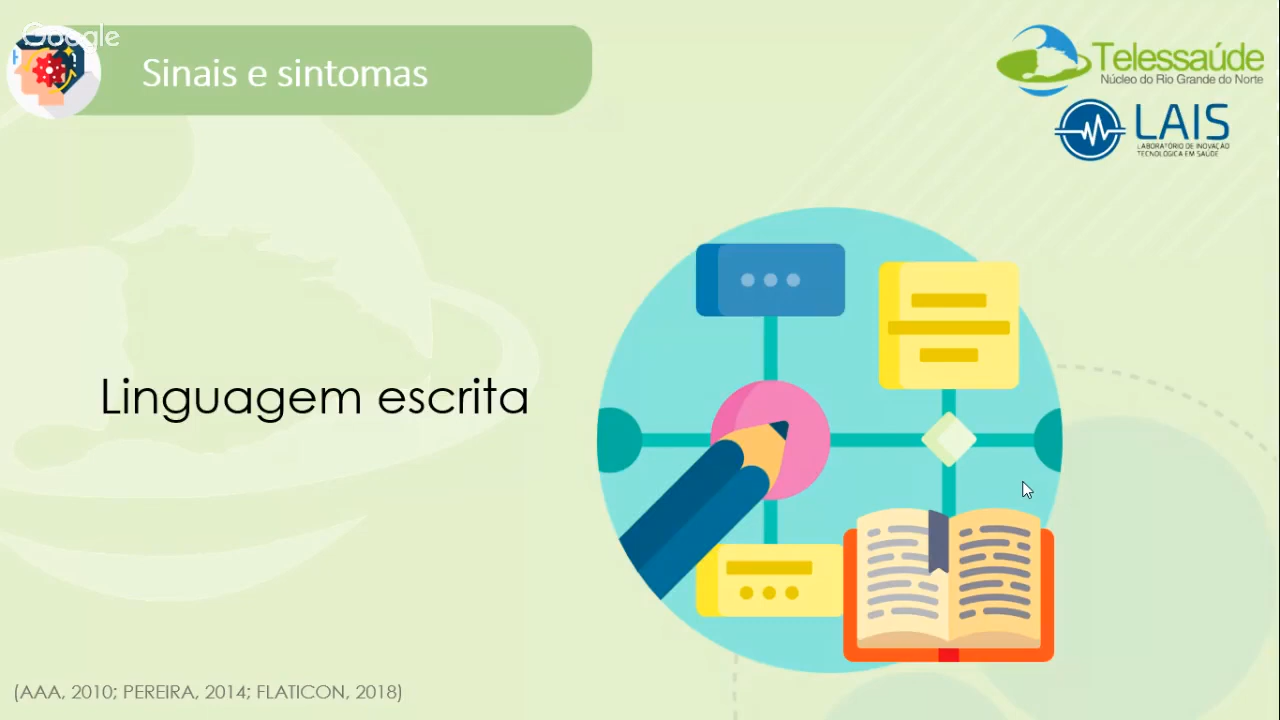 Google
Sinais e sintomas
Telessaúde
Núcleo do Rio Grande do Norte
LAIS
LABORATÓRIO DE INOVAÇÃO
TECNOLÓGICA EM SAÚDE
Linguagem escrita
(AAA, 2010; PEREIRA, 2014; FLATICON, 2018)